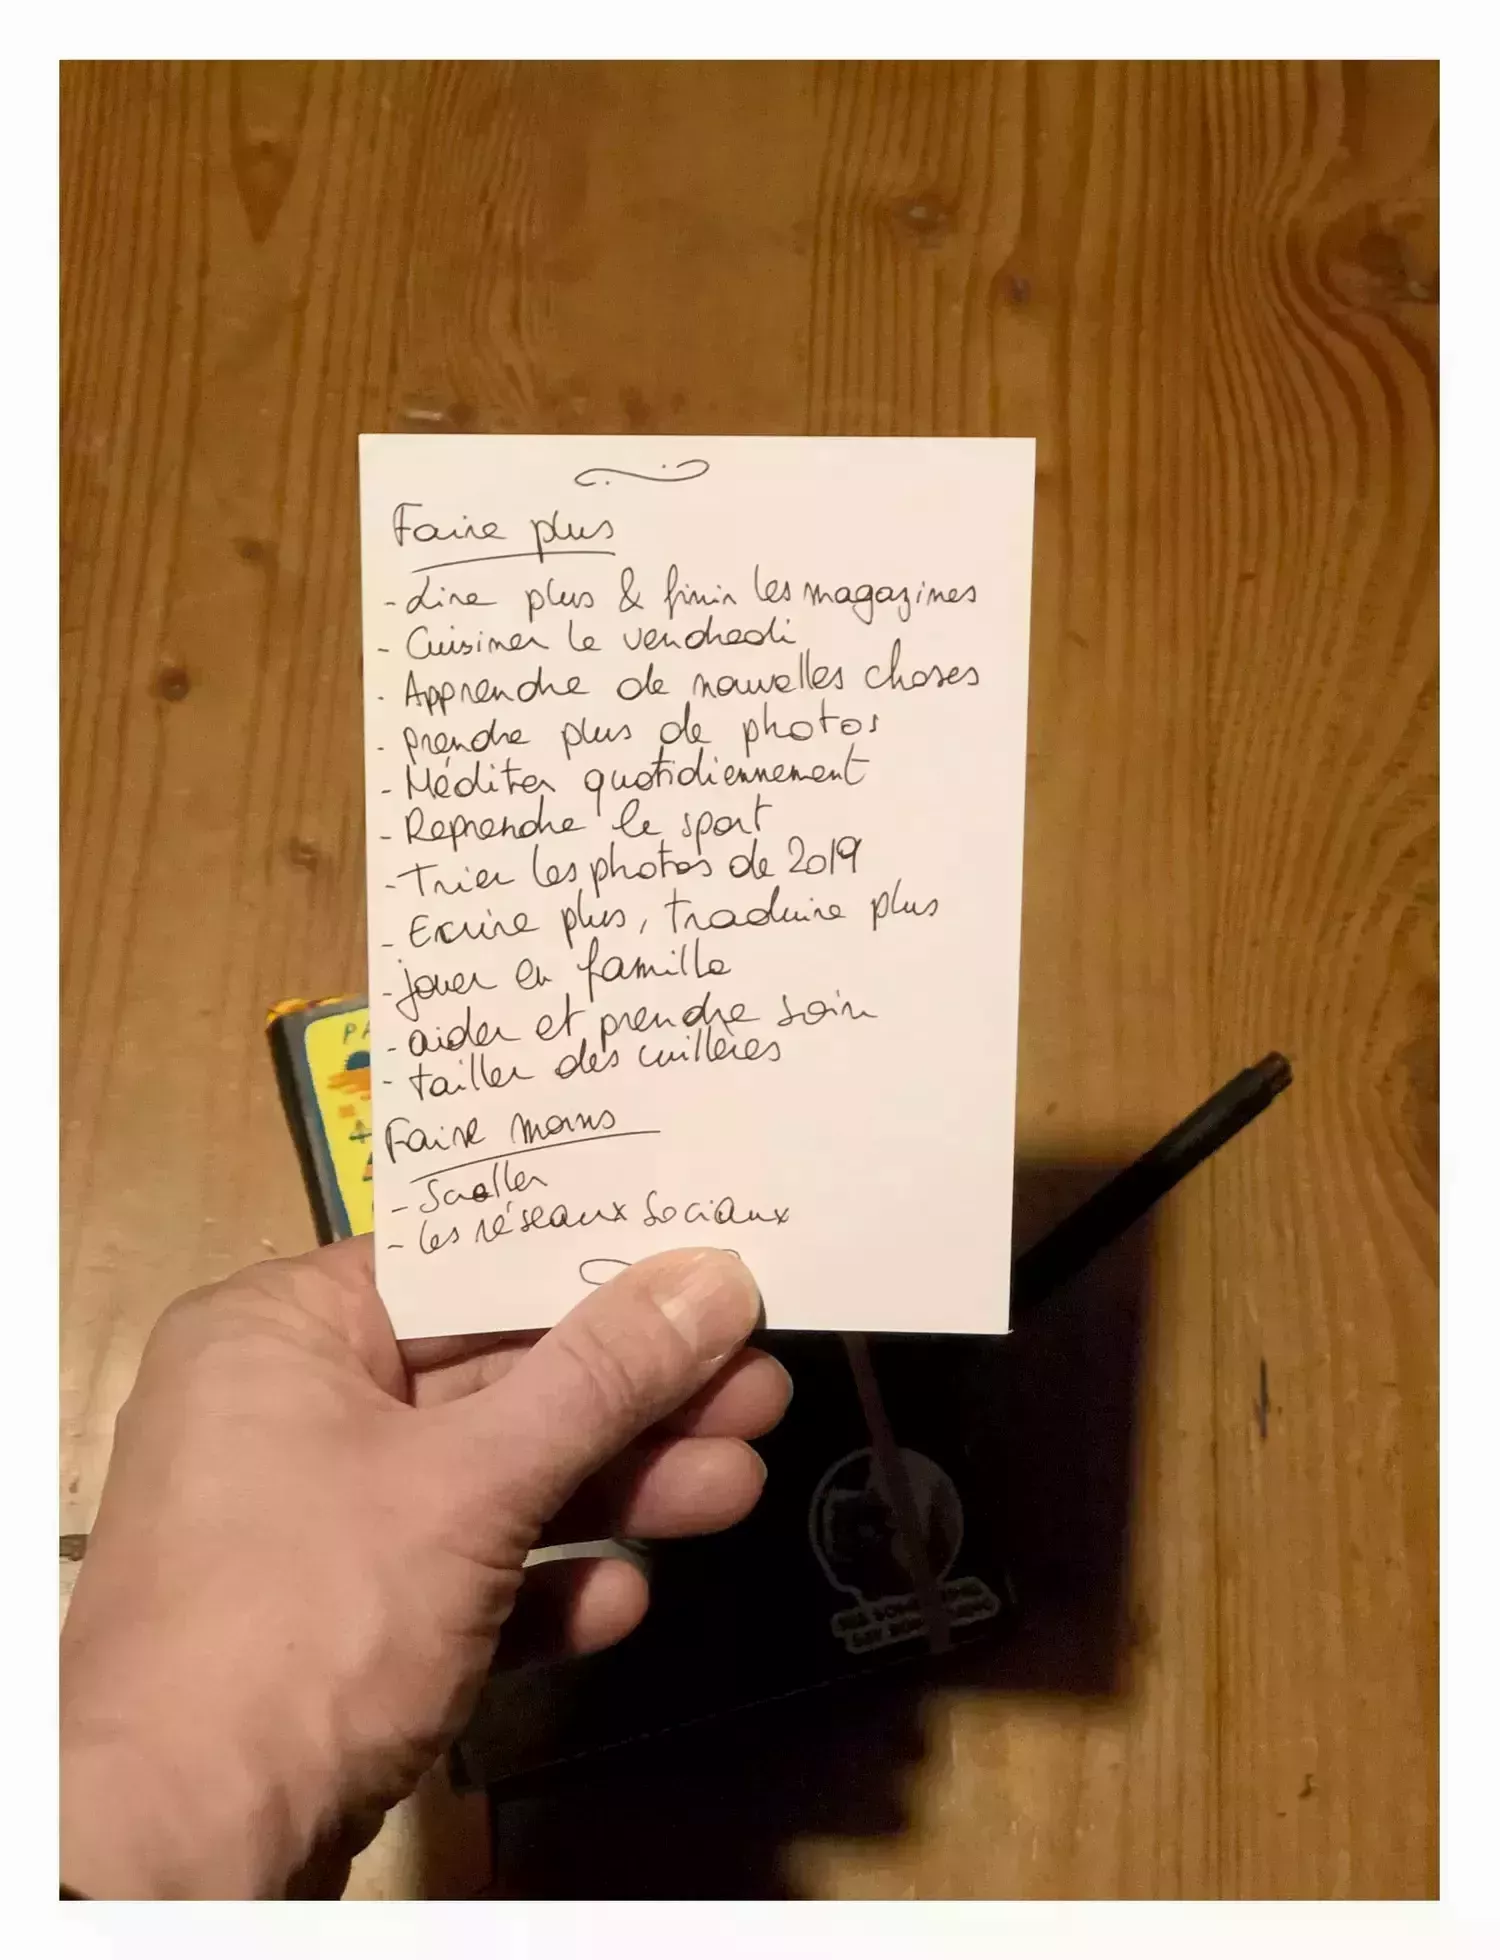 Faire plus
- Lire plus & finir les magazines
- Cuisiner le vendredi
- Apprendre de nouvelles choses
- prendre plus de photos
- Méditer quotidiennement
- Reprendre le sport
- Trier les photos de 2019
- Ecrire plus, traduire plus
- jouer en famille
- aider et prendre soin
- tailler des cuillères
Faire moins
- Scroller
- les réseaux sociaux
PA